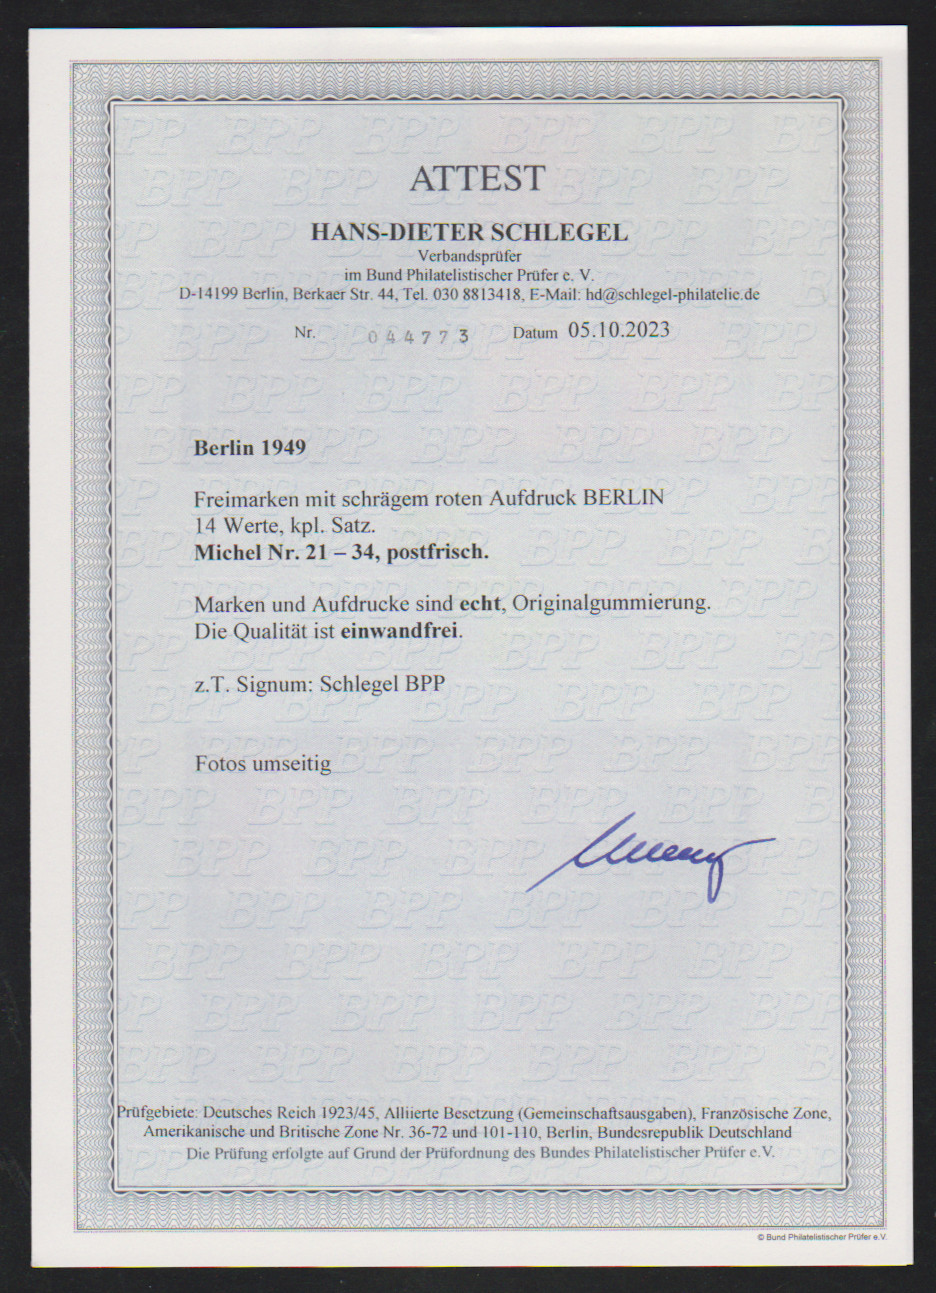 ATTEST
HANS-DIETER SCHLEGEL
Verbandsprüfer
im Bund Philatelistischer Prüfer e. V.
D-14199 Berlin, Berkaer Str. 44, Tel. 030 8813418, E-Mail: hd@schlegel-philatelic.de
Nr. 044773 Datum 05.10.2023
Berlin 1949
Freimarken mit schrägem roten Aufdruck BERLIN
14 Werte, kpl. Satz.
Michel Nr. 21 – 34, postfrisch.
Marken und Aufdrucke sind echt, Originalgummierung.
Die Qualität ist einwandfrei.
z.T. Signum: Schlegel BPP
Fotos umseitig
Prüfgebiete: Deutsches Reich 1923/45, Alliierte Besetzung (Gemeinschaftsausgaben), Französische Zone,
Amerikanische und Britische Zone Nr. 36-72 und 101-110, Berlin, Bundesrepublik Deutschland
Die Prüfung erfolgte auf Grund der Prüfordnung des Bundes Philatelistischer Prüfer e.V.
© Bund Philatelistischer Prüfer e.V.